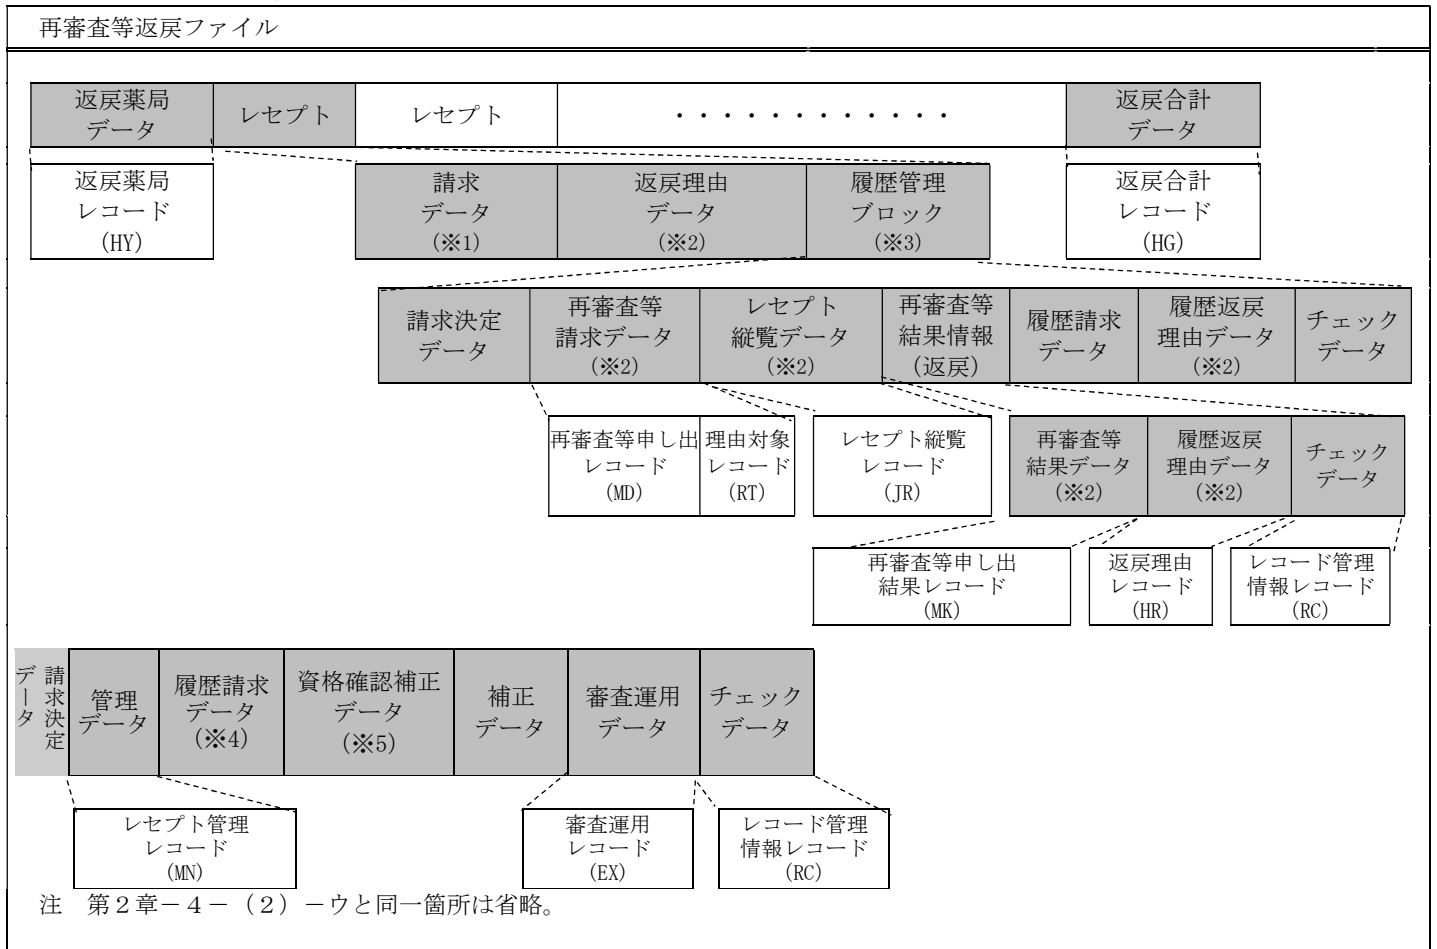 再審査等返戻ファイル
返戻薬局
データ
レセプト
レセプト
・・・・・・・・・・・・
返戻合計
データ
返戻薬局
レコード
(HY)
請求
データ
(※1)
返戻理由
データ
(※2)
履歴管理
ブロック
(※3)
返戻合計
レコード
(HG)
請求決定
データ
再審査等
請求データ
(※2)
レセプト
縦覧データ
(※2)
再審査等
結果情報
(返戻)
履歴請求
データ
履歴返戻
理由データ
(※2)
チェック
データ
再審査等申し出
レコード
(MD)
理由対象
レコード
(RT)
レセプト縦覧
レコード
(JR)
再審査等
結果データ
(※2)
履歴返戻
理由データ
(※2)
チェック
データ
再審査等申し出
結果レコード
(MK)
返戻理由
レコード
(HR)
レコード管理
情報レコード
(RC)
請求決定
データ
管理
データ
履歴請求
データ
(※4)
資格確認補正
データ
(※5)
補正
データ
審査運用
データ
チェック
データ
レセプト管理
レコード
(MN)
審査運用
レコード
(EX)
レコード管理
情報レコード
(RC)
注　第２章－４－（２）－ウと同一箇所は省略。